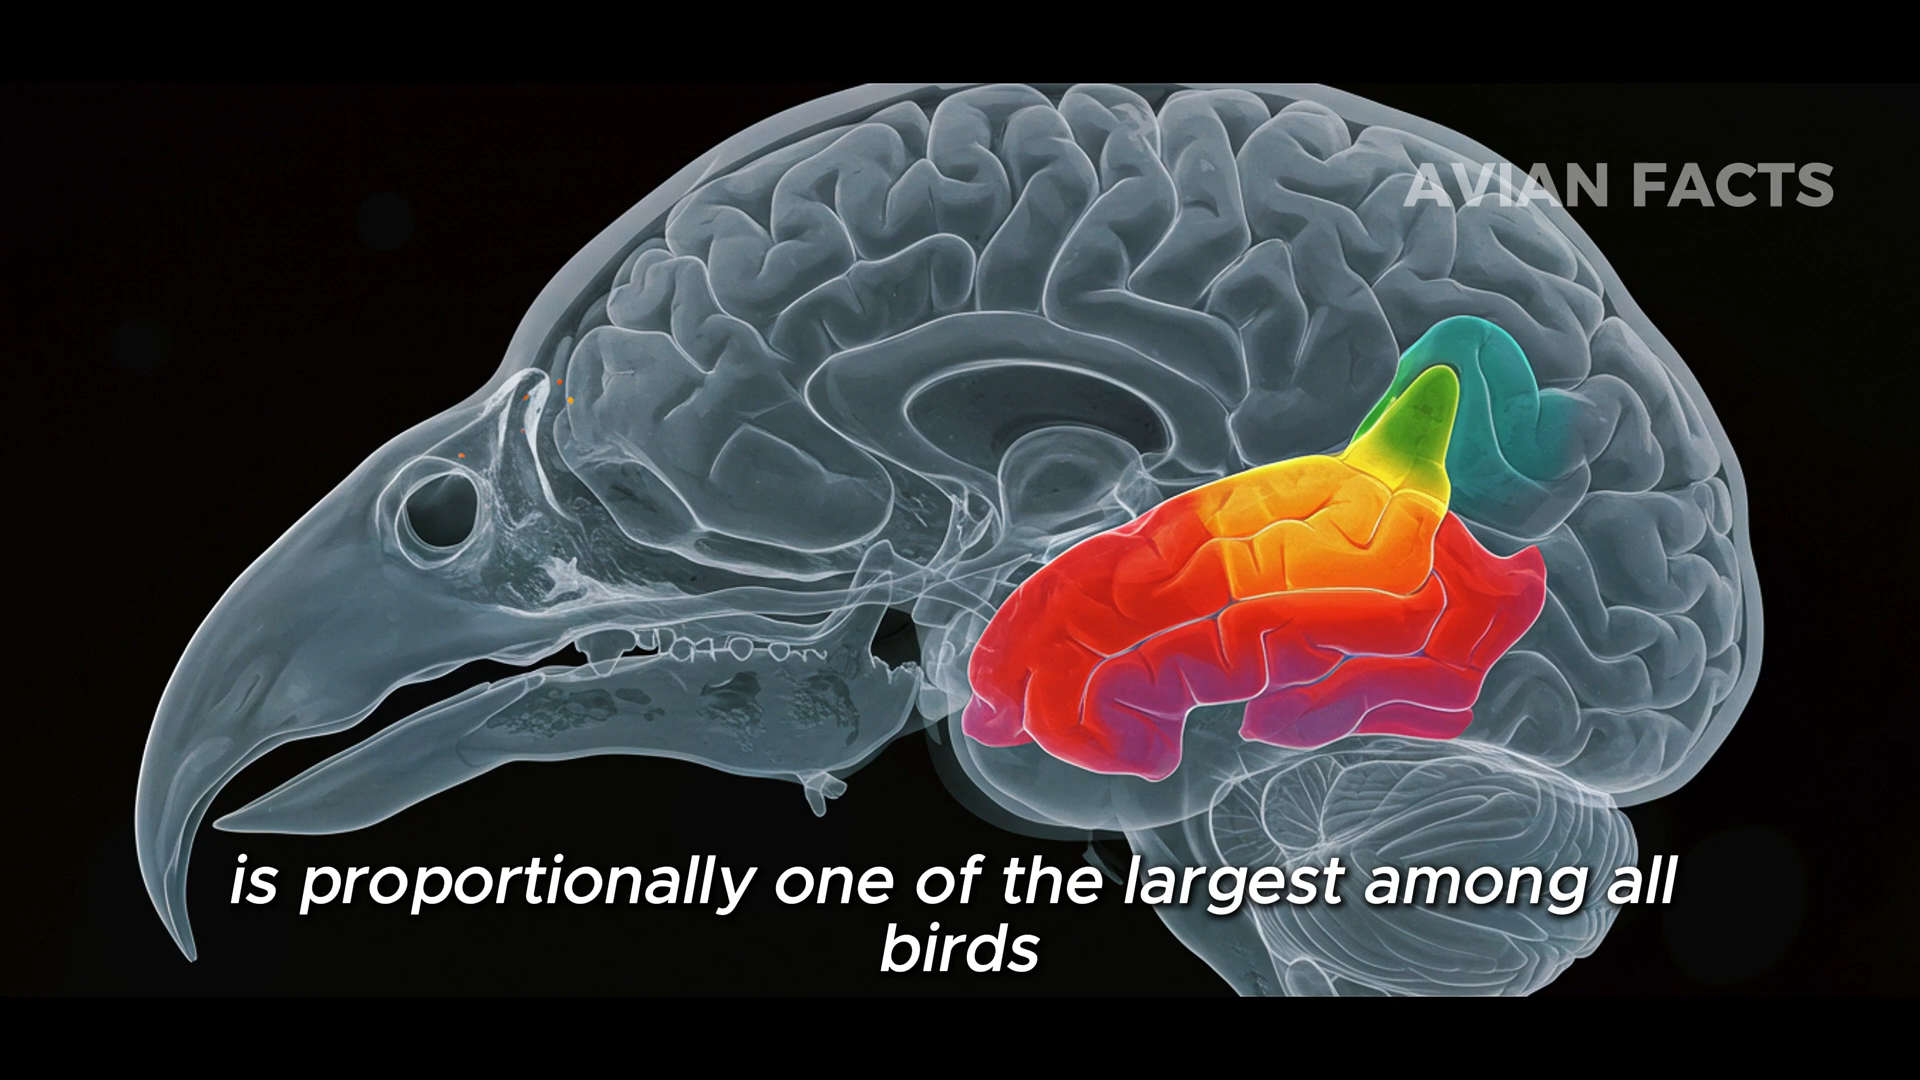 AVIAN FACTS
is proportionally one of the largest among all
birds